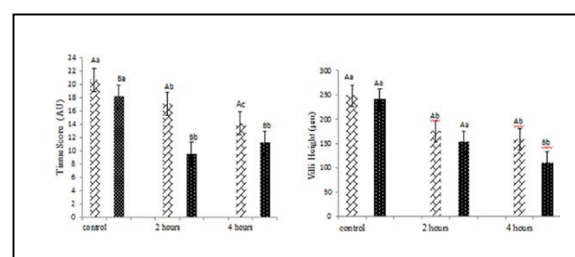 Tissue Score (AU)
24
22
20
18
16
14
12
10
8
6
4
2
0
Aa
Ba
Ab
Bb
Ac
Bb
control
2 hours
4 hours
Villi Height (µm)
300
250
200
150
100
50
0
Aa
Aa
Ab
Aa
Ab
Bb
control
2 hours
4 hours